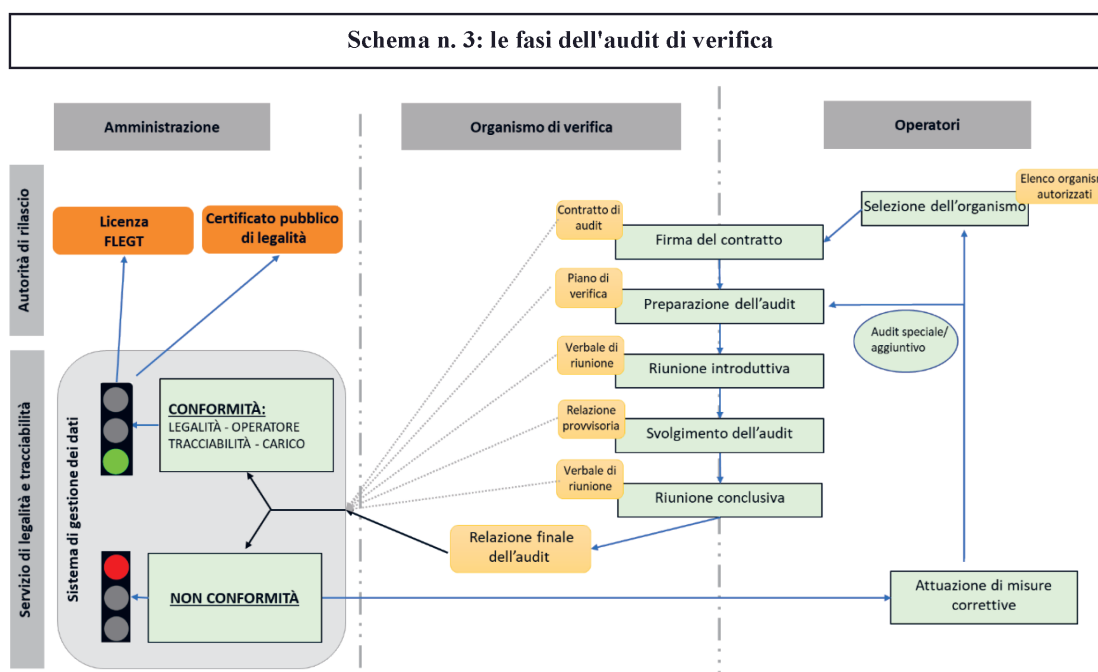 Schema n. 3: le fasi dell'audit di verifica
Amministrazione
Organismo di verifica
Operatori
Autorità di rilascio
Licenza
FLEGT
Certificato pubblico
di legalità
Contratto di
audit
Firma del contratto
Selezione dell'organismo
Elenco organismi
autorizzati
Piano di
verifica
Preparazione dell'audit
Audit speciale/
aggiuntivo
Verbale di
riunione
Riunione introduttiva
Relazione
provvisoria
Svolgimento dell'audit
Verbale di
riunione
Riunione conclusiva
Relazione finale
dell'audit
Servizio di legalità e tracciabilità
Sistema di gestione dei dati
CONFORMITÀ:
LEGALITÀ - OPERATORE
TRACCIABILITÀ - CARICO
NON CONFORMITÀ
Attuazione di misure
correttive